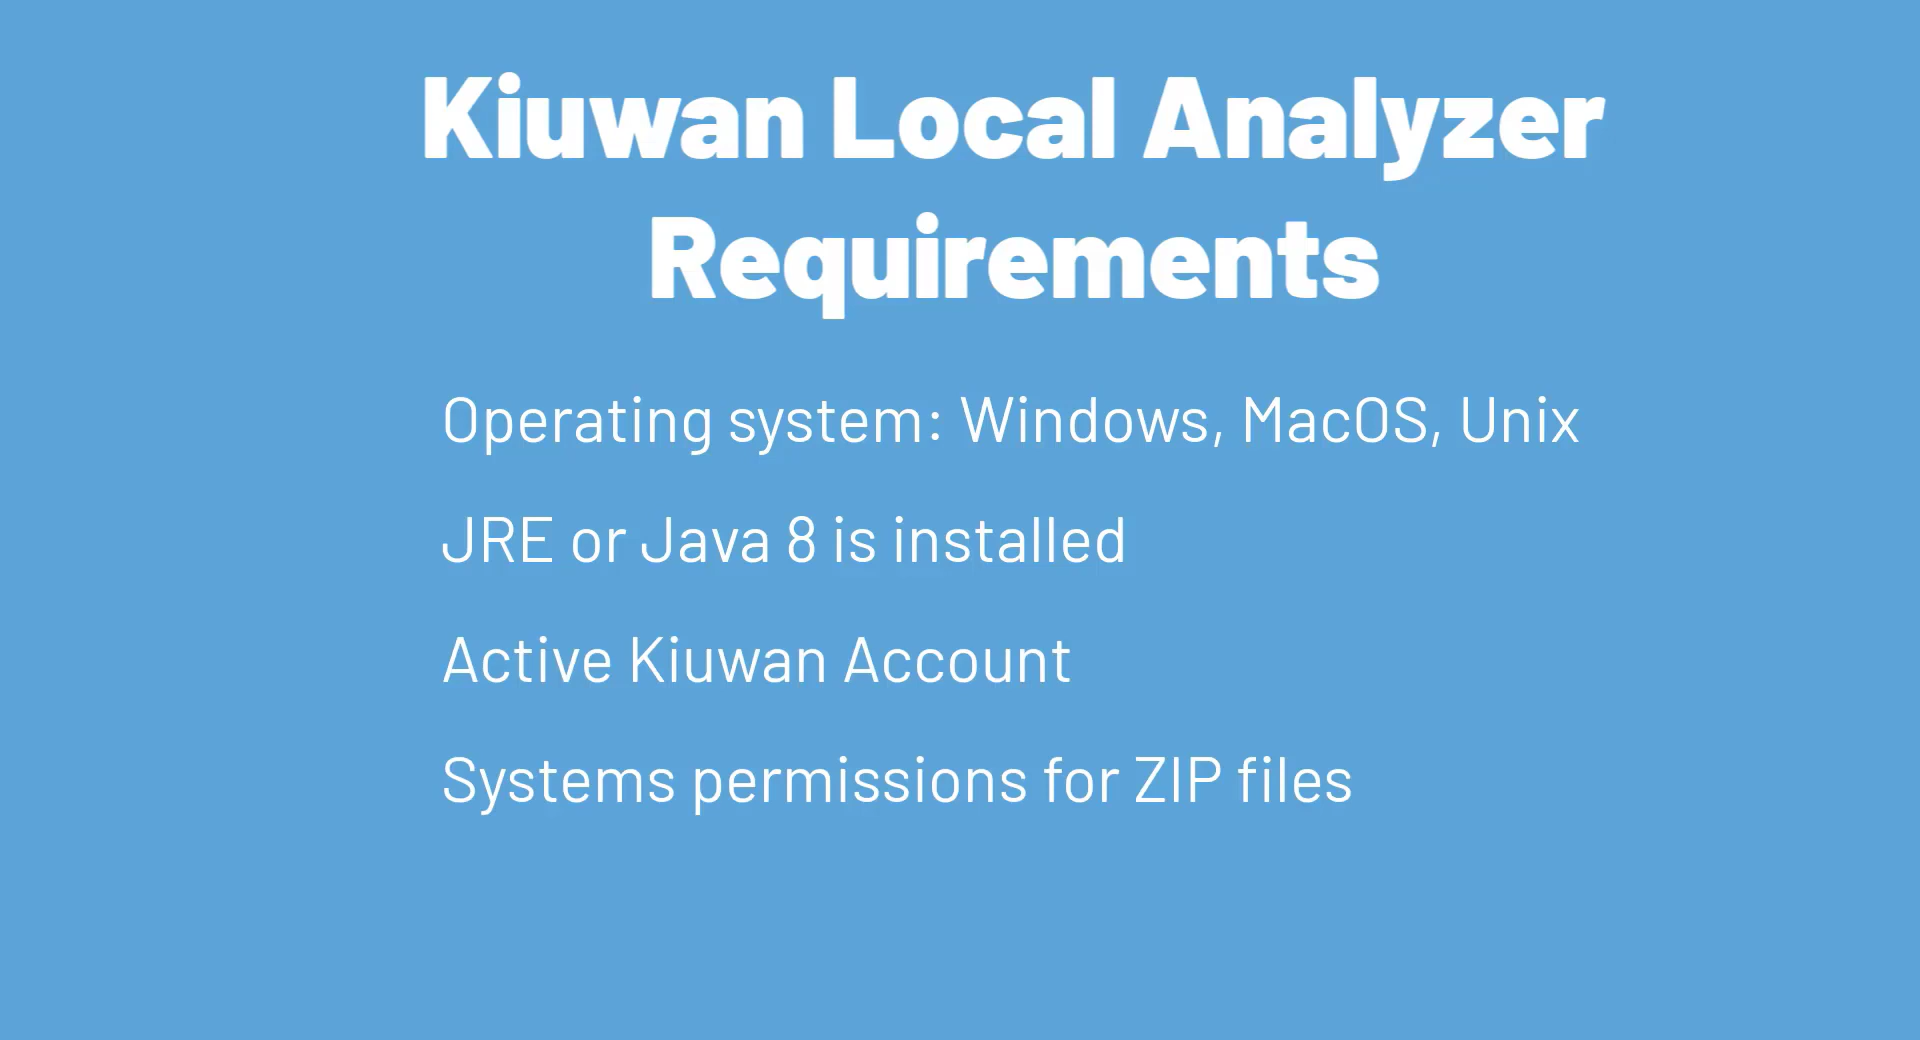 Kiuwan Local Analyzer
Requirements
Operating system: Windows, MacOS, Unix
JRE or Java 8 is installed
Active Kiuwan Account
Systems permissions for ZIP files